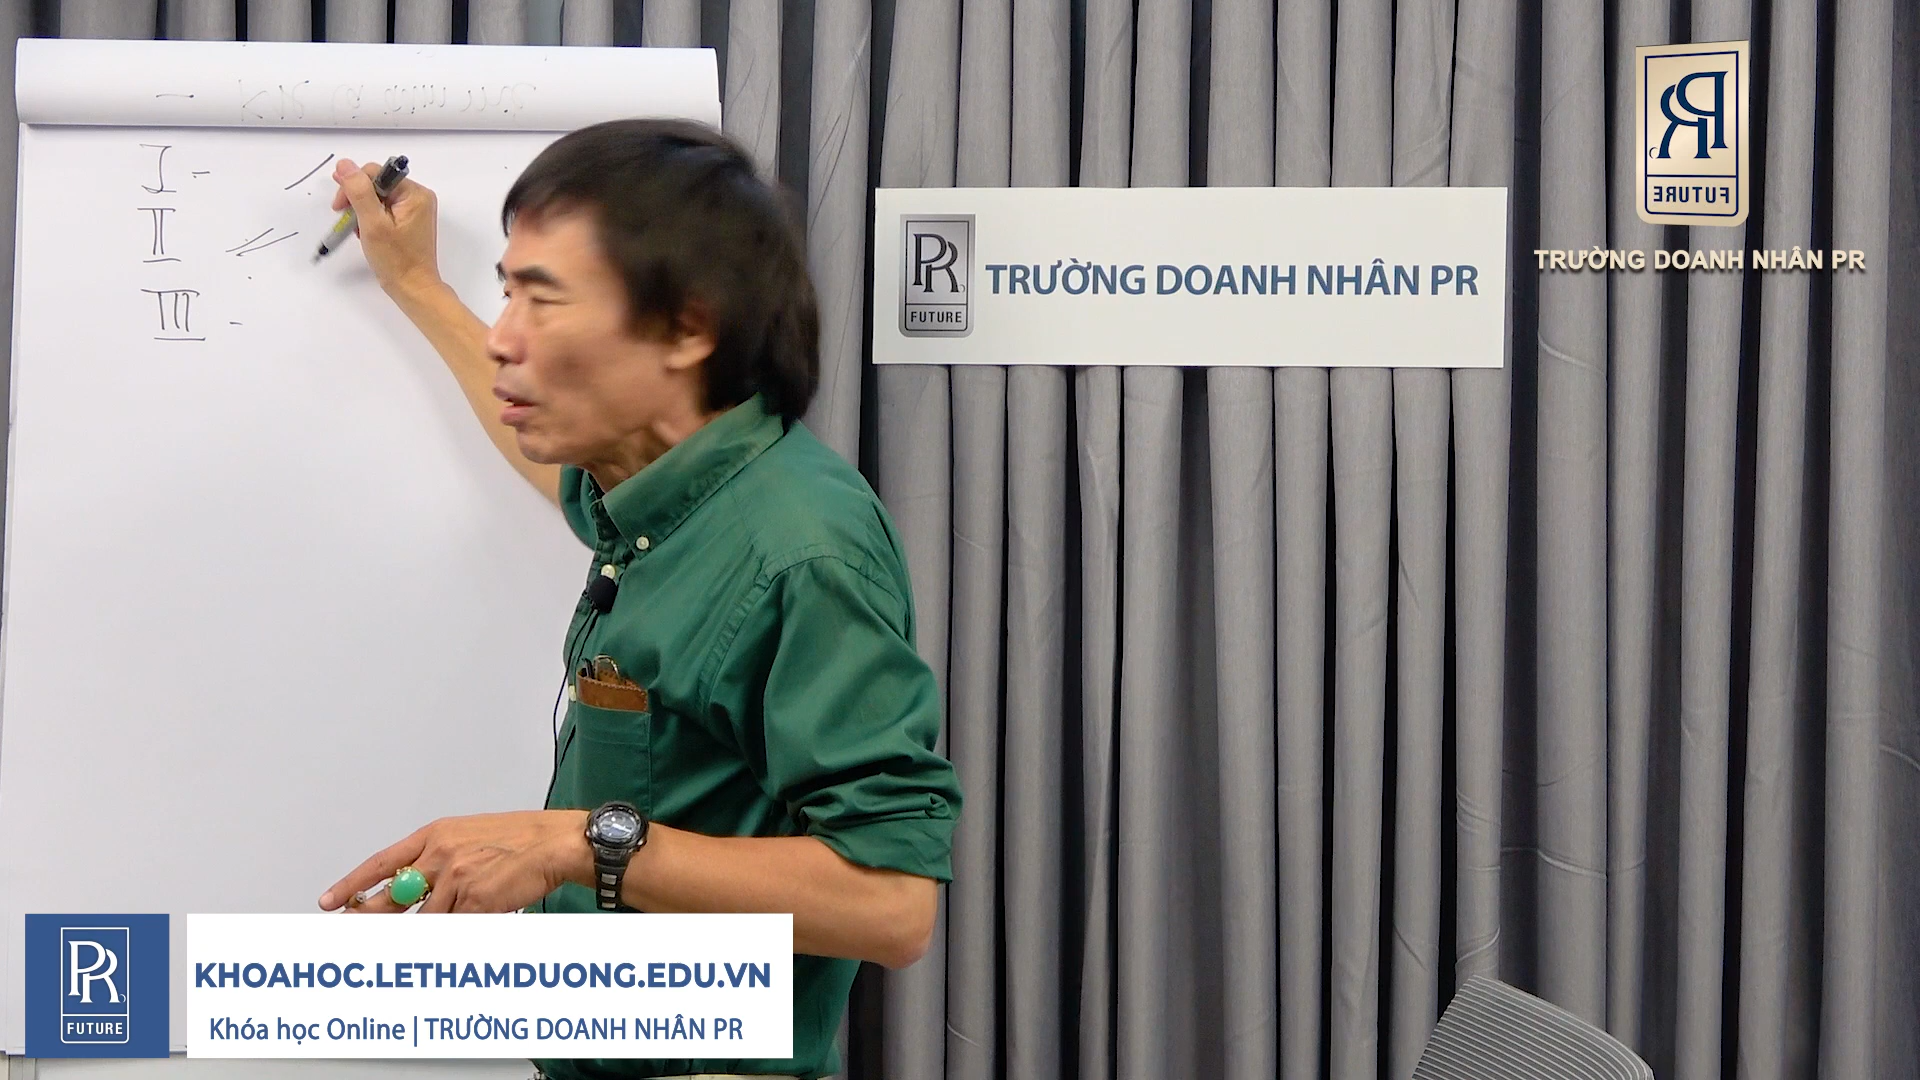 I -
II
III -
PR
FUTURE
TRƯỜNG DOANH NHÂN PR
PR
FUTURE
TRƯỜNG DOANH NHÂN PR
PR
FUTURE
KHOAHOC.LETHAMDUONG.EDU.VN
Khóa học Online | TRƯỜNG DOANH NHÂN PR